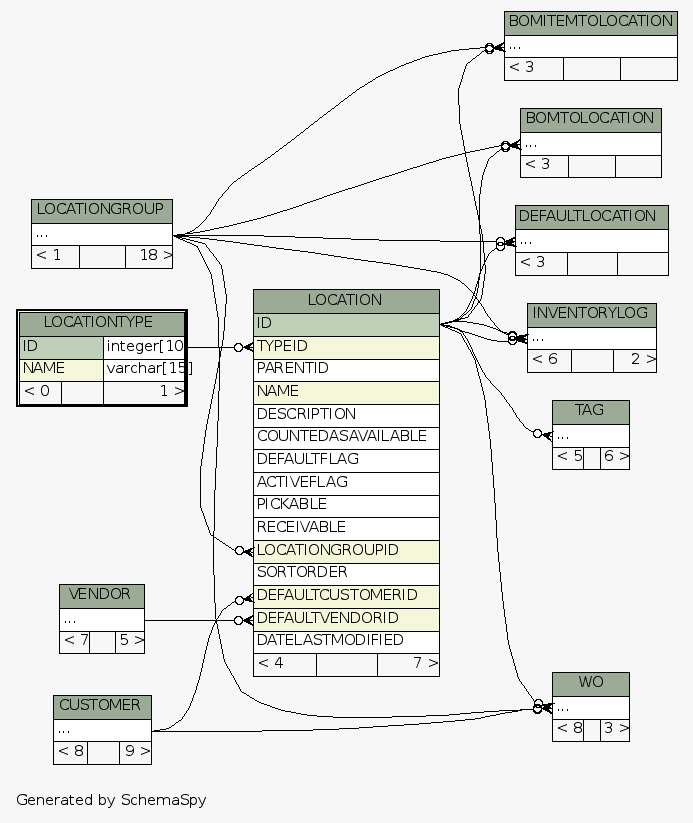 BOMITEMTOLOCATION
...
< 3
BOMTOLOCATION
...
< 3
LOCATIONGROUP
...
< 1 18 >
DEFAULTLOCATION
...
< 3
LOCATIONTYPE
ID integer[10
NAME varchar[15]
< 0 1 >
LOCATION
ID
TYPEID
PARENTID
NAME
DESCRIPTION
COUNTEDASAVAILABLE
DEFAULTFLAG
ACTIVEFLAG
PICKABLE
RECEIVABLE
LOCATIONGROUPID
SORTORDER
DEFAULTCUSTOMERID
DEFAULTVENDORID
DATELASTMODIFIED
< 4 7 >
INVENTORYLOG
...
< 6 2 >
TAG
...
< 5 6 >
VENDOR
...
< 7 5 >
CUSTOMER
...
< 8 9 >
WO
...
< 8 3 >
Generated by SchemaSpy